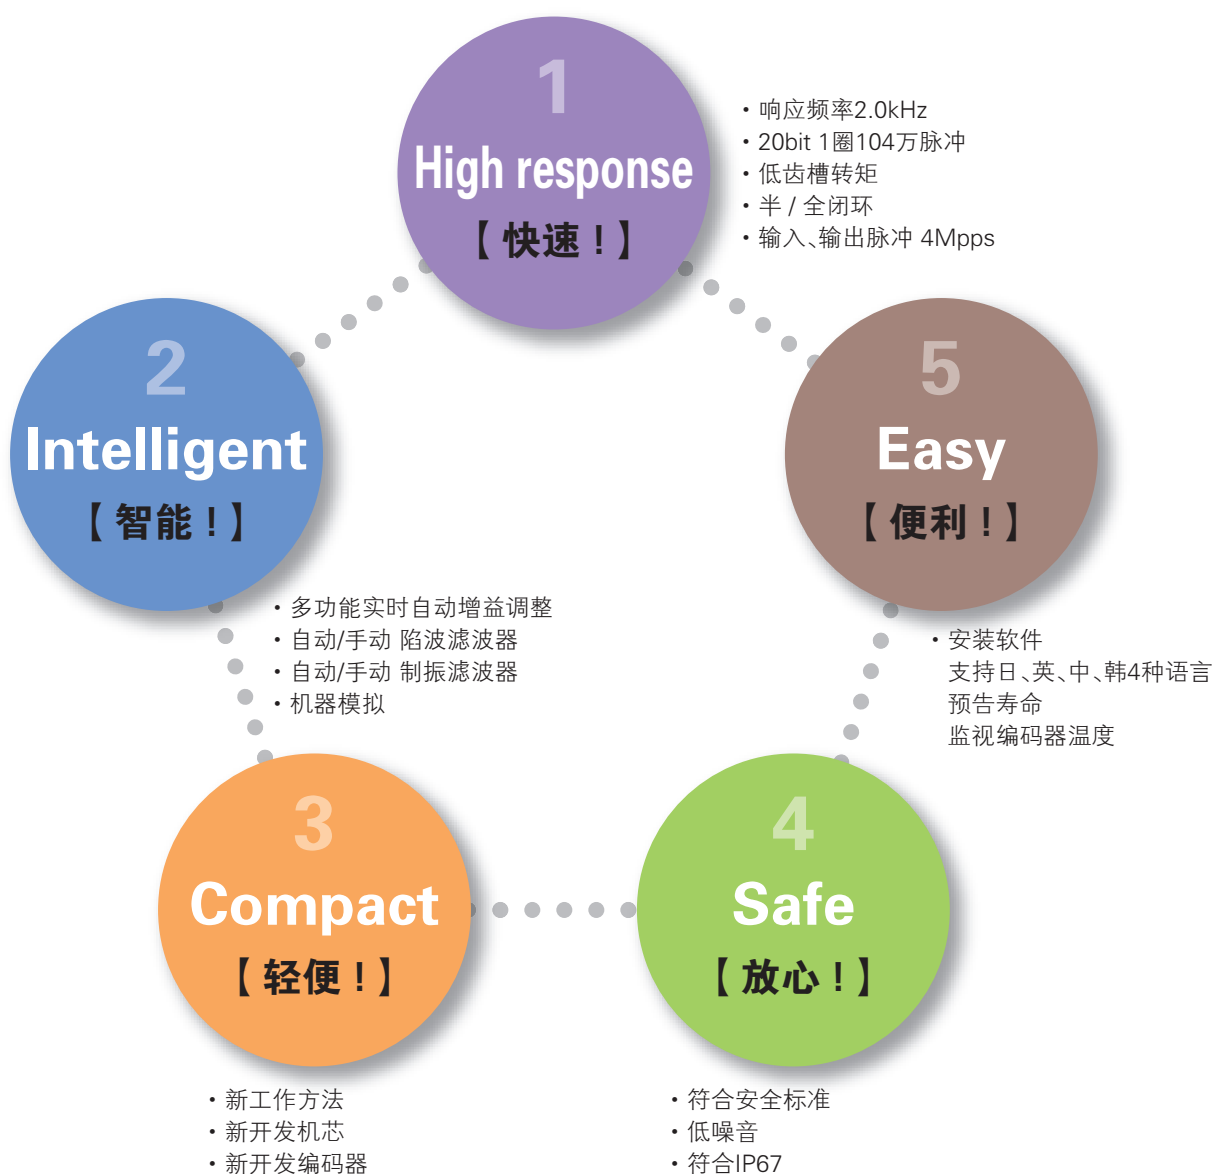 1
High response
【快速！】
・响应频率2.0kHz
・20bit 1圈104万脉冲
・低齿槽转矩
・半 / 全闭环
・输入、输出脉冲 4Mpps
2
Intelligent
【智能！】
・多功能实时自动增益调整
・自动/手动 陷波滤波器
・自动/手动 制振滤波器
・机器模拟
3
Compact
【轻便！】
・新工作方法
・新开发机芯
・新开发编码器
4
Safe
【放心！】
・符合安全标准
・低噪音
・符合IP67
5
Easy
【便利！】
・安装软件
支持日、英、中、韩4种语言
预告寿命
监视编码器温度